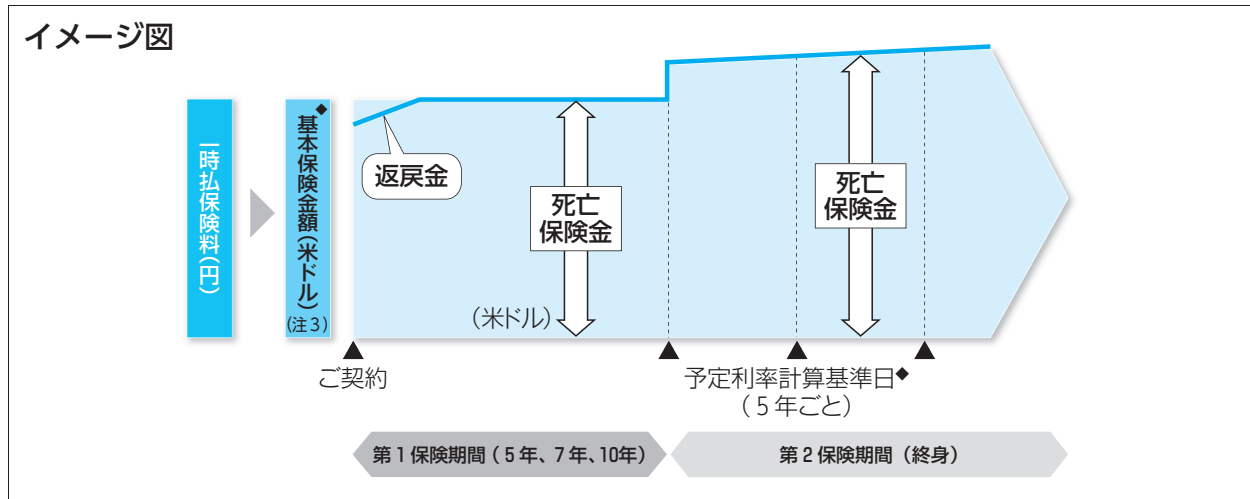 イメージ図
一時払保険料(円)
基本保険金額(米ドル)◆
(注3)
返戻金
死亡
保険金
(米ドル)
死亡
保険金
ご契約
予定利率計算基準日◆
(5年ごと)
第1保険期間(5年、7年、10年)
第2保険期間(終身)